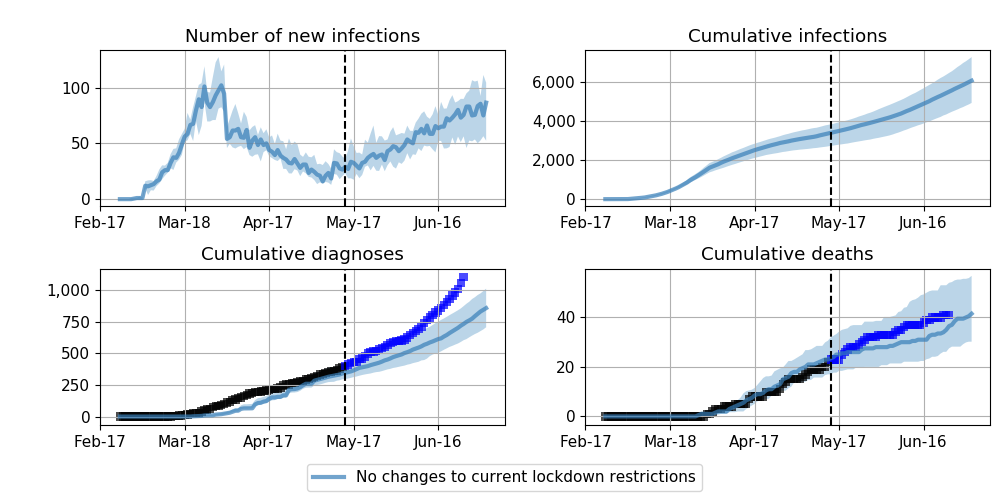 Number of new infections
100
50
0
Feb-17 Mar-18 Apr-17 May-17 Jun-16
Cumulative infections
6,000
4,000
2,000
0
Feb-17 Mar-18 Apr-17 May-17 Jun-16
Cumulative diagnoses
1,000
750
500
250
0
Feb-17 Mar-18 Apr-17 May-17 Jun-16
Cumulative deaths
40
20
0
Feb-17 Mar-18 Apr-17 May-17 Jun-16
No changes to current lockdown restrictions